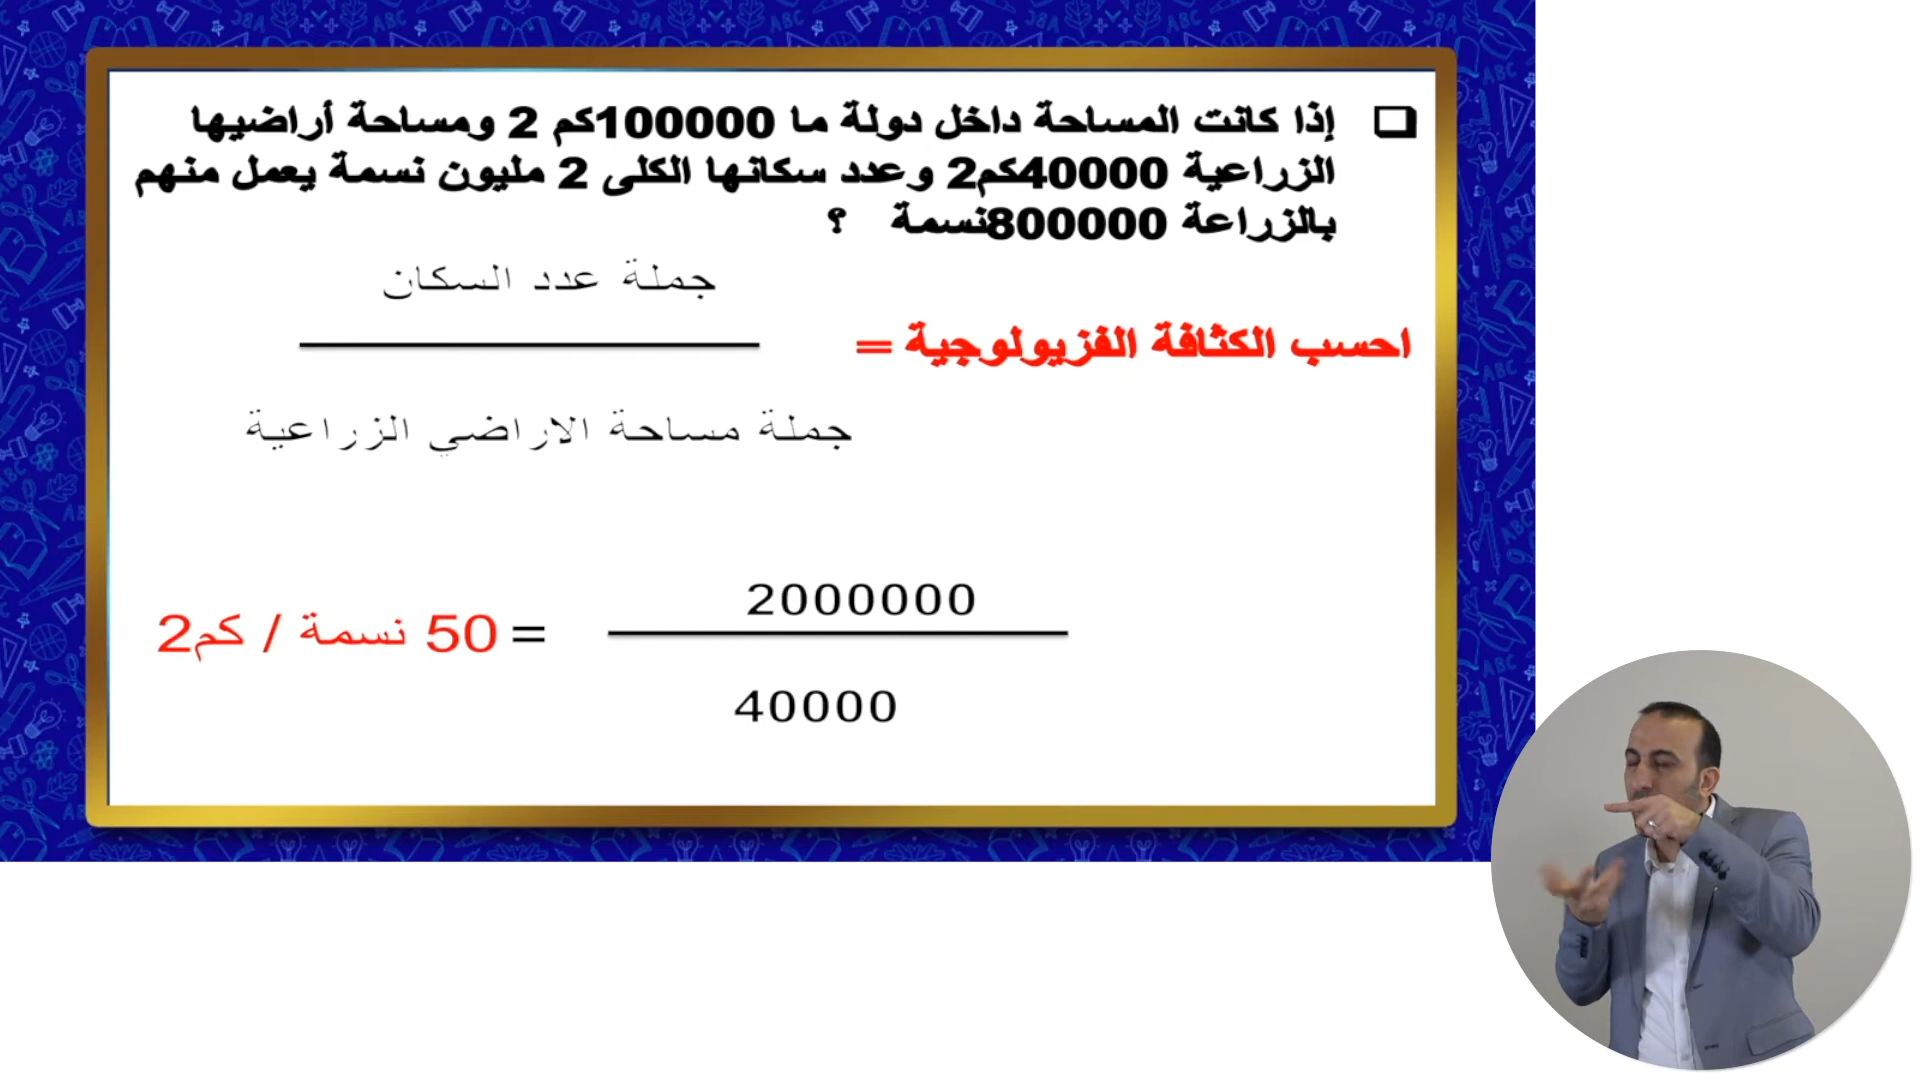 إذا كانت المساحة داخل دولة ما 100000كم 2 ومساحة أراضيها
الزراعية 40000كم2 وعدد سكانها الكلى 2 مليون نسمة يعمل منهم
بالزراعة 800000نسمة ؟
جملة عدد السكان
احسب الكثافة الفزيولوجية =
جملة مساحة الاراضي الزراعية
2000000
= 50 نسمة / كم2
40000